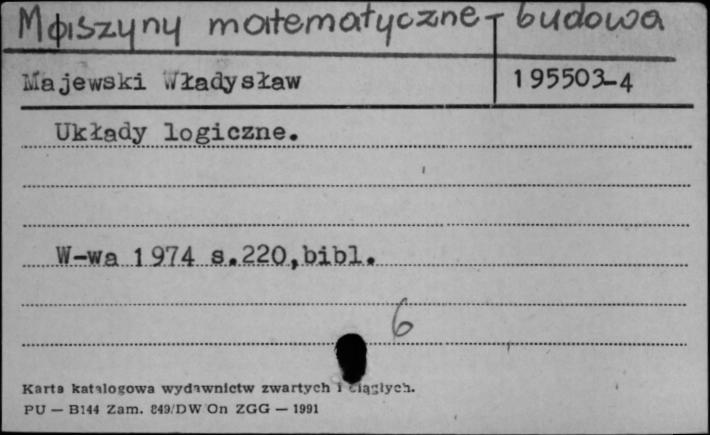 Maszyny matematyczne - budowa
Majewski Władysław
195503-4
Układy logiczne.
W-wa 1974 s.220,bibl.
6
Karta katalogowa wydawnictw zwartych i ciągłych.
PU — B144 Zam. 849/DW/On ZGG — 1991